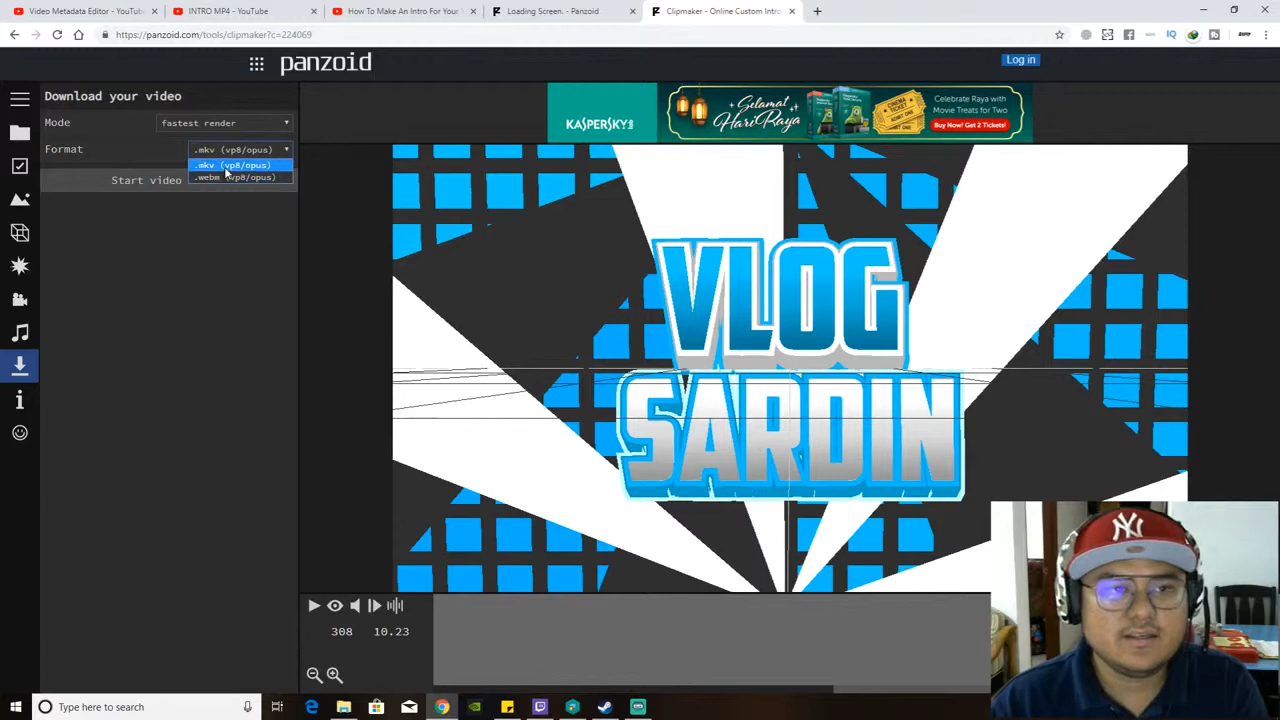 Video Metadata Editor - YouTub
INTRO MP4 - YouTube
How To Make An Intro For Your
Loading Screen. - Panzoid
Clipmaker - Online Custom Intro
https://panzoid.com/tools/clipmaker?c=224069
panzoid
Log in
Download your video
Mode
fastest render
Format
.mkv (vp8/opus)
.mkv (vp8/opus)
.webm (vp8/opus)
Start video
KASPERSKY
Selamat
Hari Raya
Celebrate Raya with
Movie Treats for Two
Buy Now! Get 2 Tickets!
VLOG
SARDIN
308 10.23
Type here to search